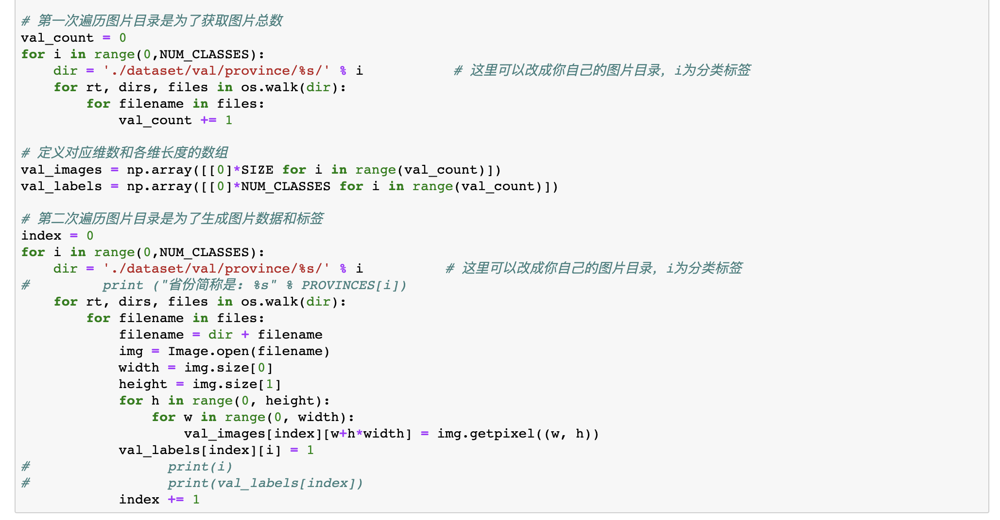 # 第一次遍历图片目录是为了获取图片总数
val_count = 0
for i in range(0,NUM_CLASSES):
    dir = './dataset/val/province/%s/' % i           # 这里可以改成你自己的图片目录，i为分类标签
    for rt, dirs, files in os.walk(dir):
        for filename in files:
            val_count += 1

# 定义对应维数和各维长度的数组
val_images = np.array([[0]*SIZE for i in range(val_count)])
val_labels = np.array([[0]*NUM_CLASSES for i in range(val_count)])

# 第二次遍历图片目录是为了生成图片数据和标签
index = 0
for i in range(0,NUM_CLASSES):
    dir = './dataset/val/province/%s/' % i          # 这里可以改成你自己的图片目录，i为分类标签
#         print ("省份简称是: %s" % PROVINCES[i])
    for rt, dirs, files in os.walk(dir):
        for filename in files:
            filename = dir + filename
            img = Image.open(filename)
            width = img.size[0]
            height = img.size[1]
            for h in range(0, height):
                for w in range(0, width):
                    val_images[index][w+h*width] = img.getpixel((w, h))
            val_labels[index][i] = 1
#                 print(i)
#                 print(val_labels[index])
            index += 1